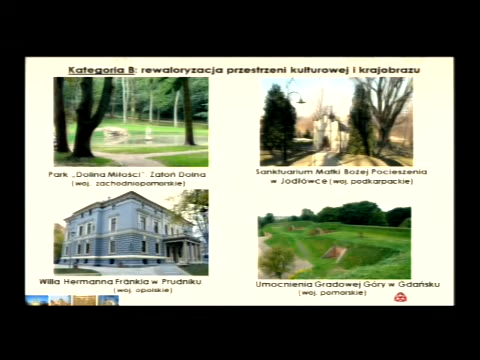 Kategoria B: rewaloryzacja przestrzeni kulturowej i krajobrazu
Park „Dolina Miłości”, Zatoń Dolna
(woj. zachodniopomorskie)
Sanktuarium Matki Bożej Pocieszenia
w Jodłówce (woj. podkarpackie)
Willa Hermanna Fränkla w Prudniku
(woj. opolskie)
Umocnienia Gradowej Góry w Gdańsku
(woj. pomorskie)